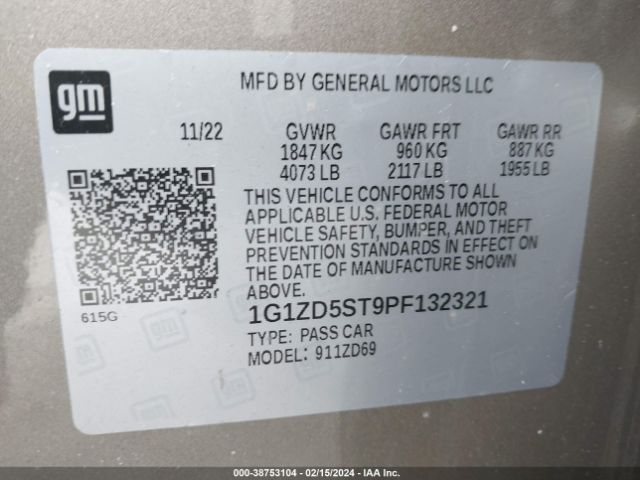 gm
MFD BY GENERAL MOTORS LLC
11/22 GVWR GAWR FRT GAWR RR
1847 KG 960 KG 887 KG
4073 LB 2117 LB 1955 LB
THIS VEHICLE CONFORMS TO ALL
APPLICABLE U.S. FEDERAL MOTOR
VEHICLE SAFETY, BUMPER, AND THEFT
PREVENTION STANDARDS IN EFFECT ON
THE DATE OF MANUFACTURE SHOWN
ABOVE.
615G
1G1ZD5ST9PF132321
TYPE: PASS CAR
MODEL: 911ZD69
000-38753104 - 02/15/2024 - IAA Inc.